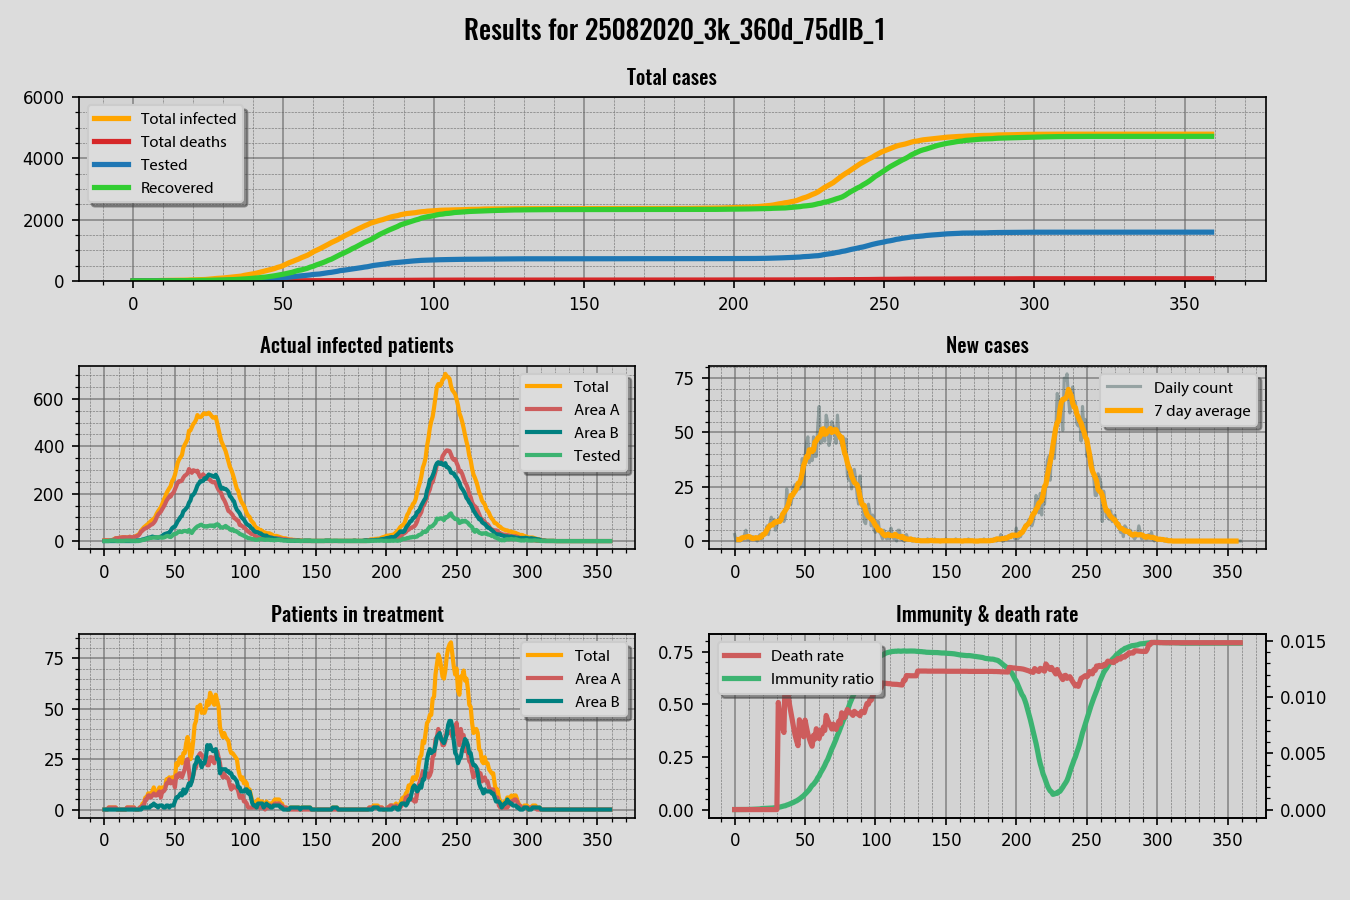 Results for 25082020_3k_360d_75dIB_1
Total cases
6000
4000
2000
0
Total infected
Total deaths
Tested
Recovered
0 50 100 150 200 250 300 350
Actual infected patients
600
400
200
0
Total
Area A
Area B
Tested
0 50 100 150 200 250 300 350
New cases
75
50
25
0
Daily count
7 day average
0 50 100 150 200 250 300 350
Patients in treatment
75
50
25
0
Total
Area A
Area B
0 50 100 150 200 250 300 350
Immunity & death rate
0.75
0.50
0.25
0.00
Death rate
Immunity ratio
0.015
0.010
0.005
0.000
0 50 100 150 200 250 300 350